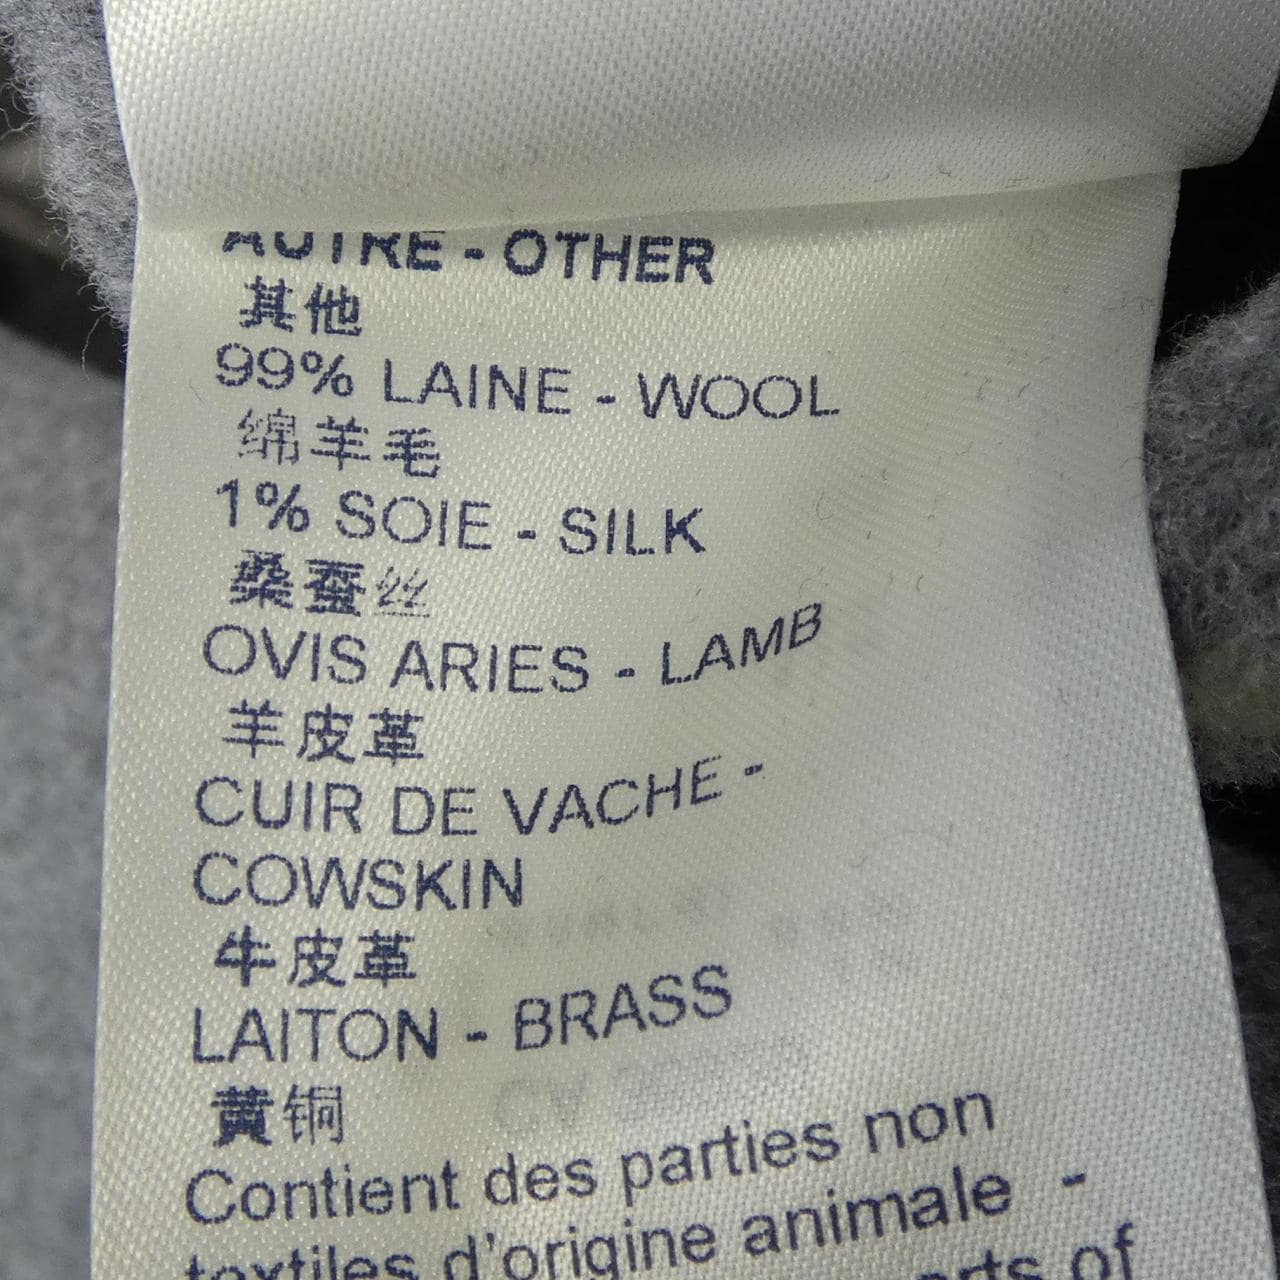 AUTRE - OTHER
其他
99% LAINE - WOOL
绵羊毛
1% SOIE - SILK
桑蚕丝
OVIS ARIES - LAMB
羊皮革
CUIR DE VACHE -
COWSKIN
牛皮革
LAITON - BRASS
黄铜
Contient des parties non
textiles d'origine animale -
of